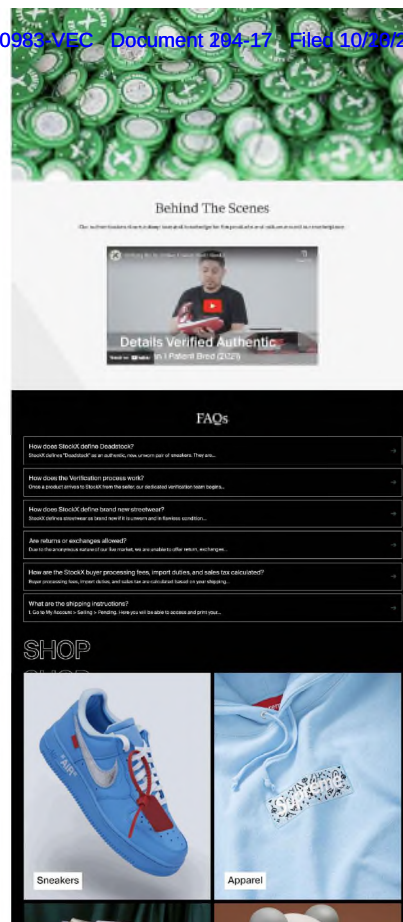 0983-VEC Document 294-17 Filed 10/28/2
Behind The Scenes
Details Verified Authentic
n I Patient Bred (2021)
FAQs
How does StockX define Deadstock?
StockX defines "Deadstock" as an authentic, new, unworn pair of sneakers. They are...
How does the Verification process work?
Once a product arrives to StockX from the seller, our dedicated verification team begins...
How does StockX define brand new streetwear?
StockX defines streetwear as brand new if it is unworn and in flawless condition...
Are returns or exchanges allowed?
Due to the anonymous nature of our live market, we are unable to offer return, exchanges...
How are the StockX buyer processing fees, import duties, and sales tax calculated?
Buyer processing fees, import duties, and sales tax are calculated based on your shipping...
What are the shipping instructions?
1. Go to My Account > Selling > Pending. Here you will be able to access and print your...
SHOP
"AIR"
Supreme
Sneakers
Apparel